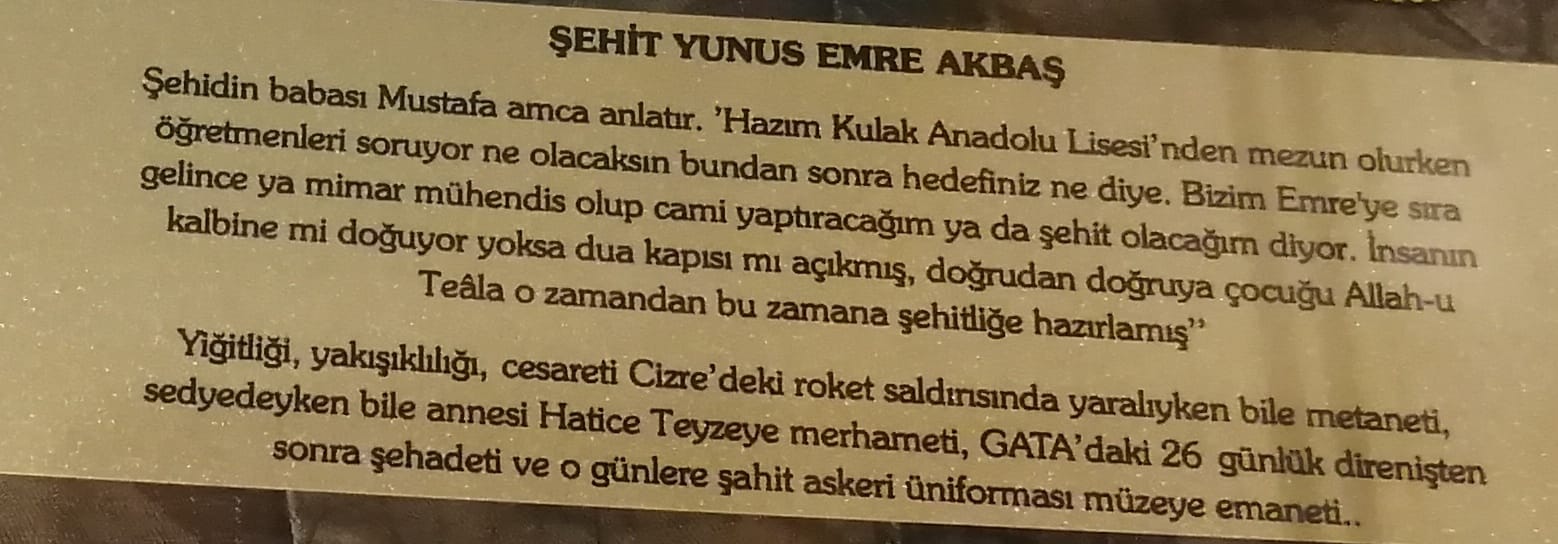 ŞEHİT YUNUS EMRE AKBAŞ
Şehidin babası Mustafa amca anlatır. 'Hazım Kulak Anadolu Lisesi'nden mezun olurken
öğretmenleri soruyor ne olacaksın bundan sonra hedefiniz ne diye. Bizim Emre'ye sıra
gelince ya mimar mühendis olup cami yaptıracağım ya da şehit olacağım diyor. İnsanın
kalbine mi doğuyor yoksa dua kapısı mı açıkmış, doğrudan doğruya çocuğu Allah-u
Teâla o zamandan bu zamana şehitliğe hazırlamış''
Yiğitliği, yakışıklılığı, cesareti Cizre'deki roket saldırısında yaralıyken bile metaneti,
sedyedeyken bile annesi Hatice Teyzeye merhameti, GATA'daki 26 günlük direnişten
sonra şehadeti ve o günlere şahit askeri üniforması müzeye emaneti..